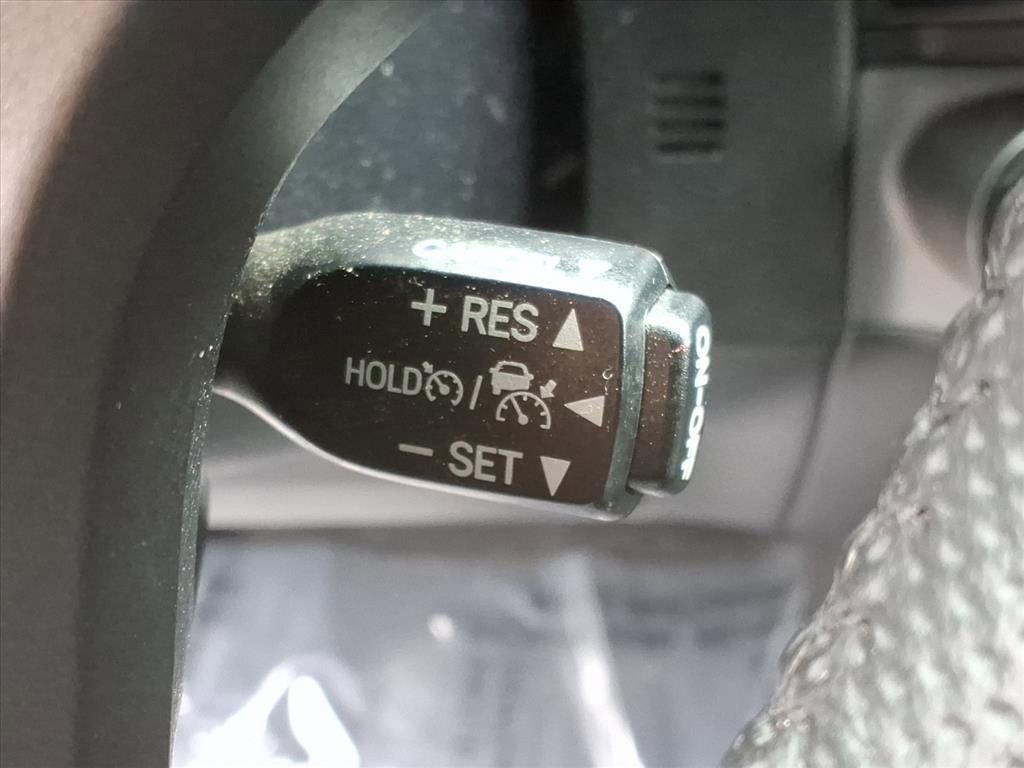 + RES ▲
HOLD / ◀
− SET ▼
ON-OFF